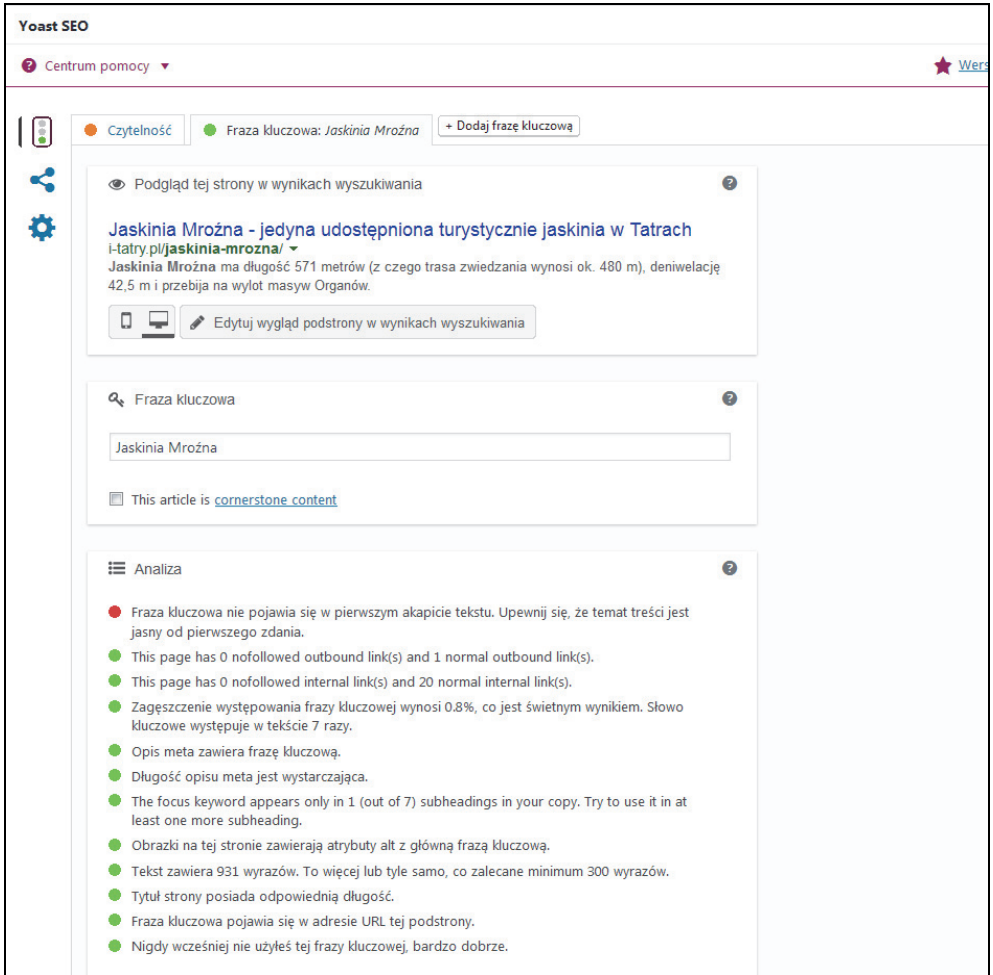 Yoast SEO
Centrum pomocy
Wers
Czytelność
Fraza kluczowa: Jaskinia Mroźna
+ Dodaj frazę kluczową
Podgląd tej strony w wynikach wyszukiwania
Jaskinia Mroźna - jedyna udostępniona turystycznie jaskinia w Tatrach
i-tatry.pl/jaskinia-mrozna/
Jaskinia Mroźna ma długość 571 metrów (z czego trasa zwiedzania wynosi ok. 480 m), deniwelację
42,5 m i przebija na wylot masyw Organów.
Edytuj wygląd podstrony w wynikach wyszukiwania
Fraza kluczowa
Jaskinia Mroźna
This article is cornerstone content
Analiza
Fraza kluczowa nie pojawia się w pierwszym akapicie tekstu. Upewnij się, że temat treści jest
jasny od pierwszego zdania.
This page has 0 nofollowed outbound link(s) and 1 normal outbound link(s).
This page has 0 nofollowed internal link(s) and 20 normal internal link(s).
Zagęszczenie występowania frazy kluczowej wynosi 0.8%, co jest świetnym wynikiem. Słowo
kluczowe występuje w tekście 7 razy.
Opis meta zawiera frazę kluczową.
Długość opisu meta jest wystarczająca.
The focus keyword appears only in 1 (out of 7) subheadings in your copy. Try to use it in at
least one more subheading.
Obrazki na tej stronie zawierają atrybuty alt z główną frazą kluczową.
Tekst zawiera 931 wyrazów. To więcej lub tyle samo, co zalecane minimum 300 wyrazów.
Tytuł strony posiada odpowiednią długość.
Fraza kluczowa pojawia się w adresie URL tej podstrony.
Nigdy wcześniej nie użyłeś tej frazy kluczowej, bardzo dobrze.